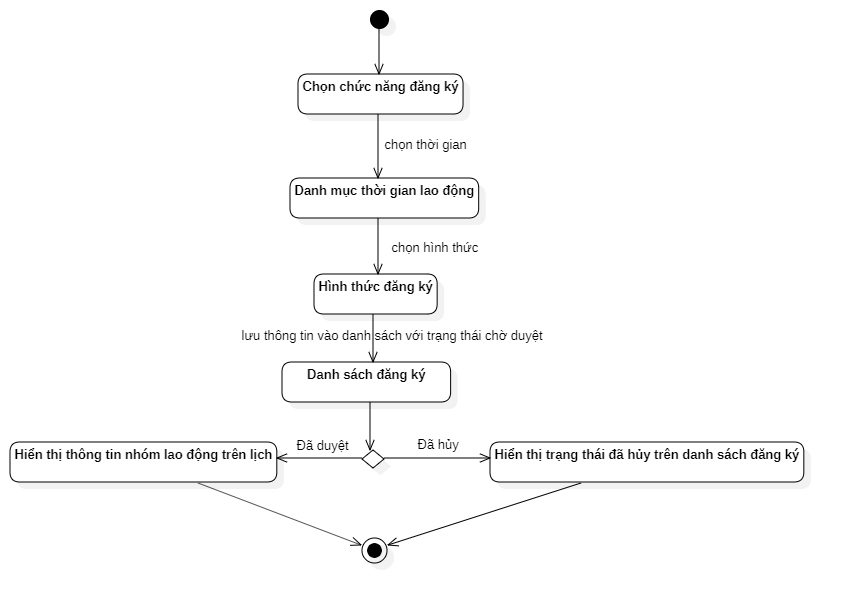 Chọn chức năng đăng ký
chọn thời gian
Danh mục thời gian lao động
chọn hình thức
Hình thức đăng ký
lưu thông tin vào danh sách với trạng thái chờ duyệt
Danh sách đăng ký
Đã duyệt
Đã hủy
Hiển thị thông tin nhóm lao động trên lịch
Hiển thị trạng thái đã hủy trên danh sách đăng ký